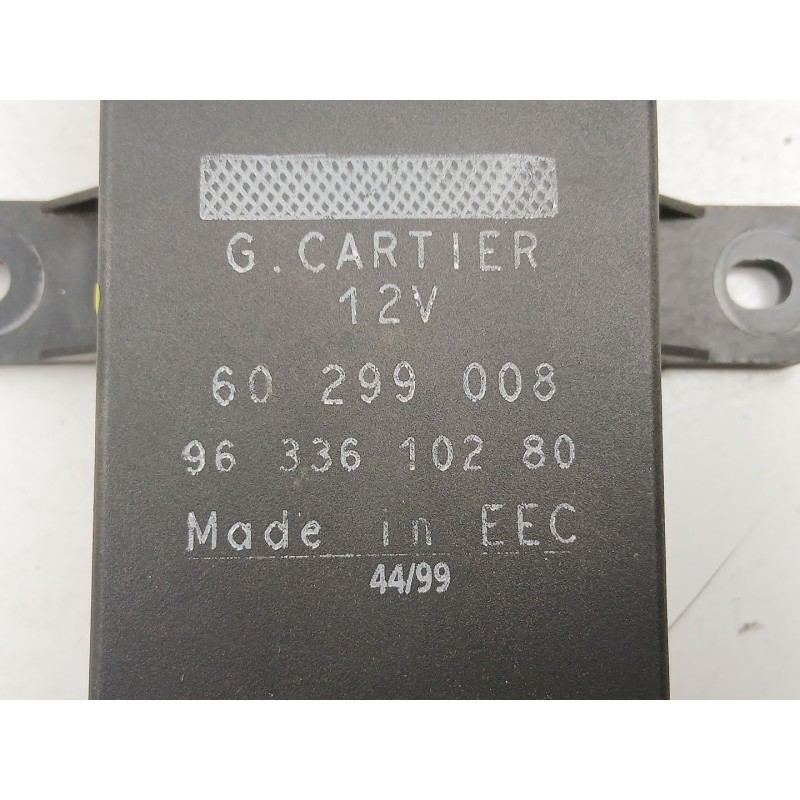 G. CARTIER
12V
60 299 008
96 336 102 80
Made in EEC
44/99